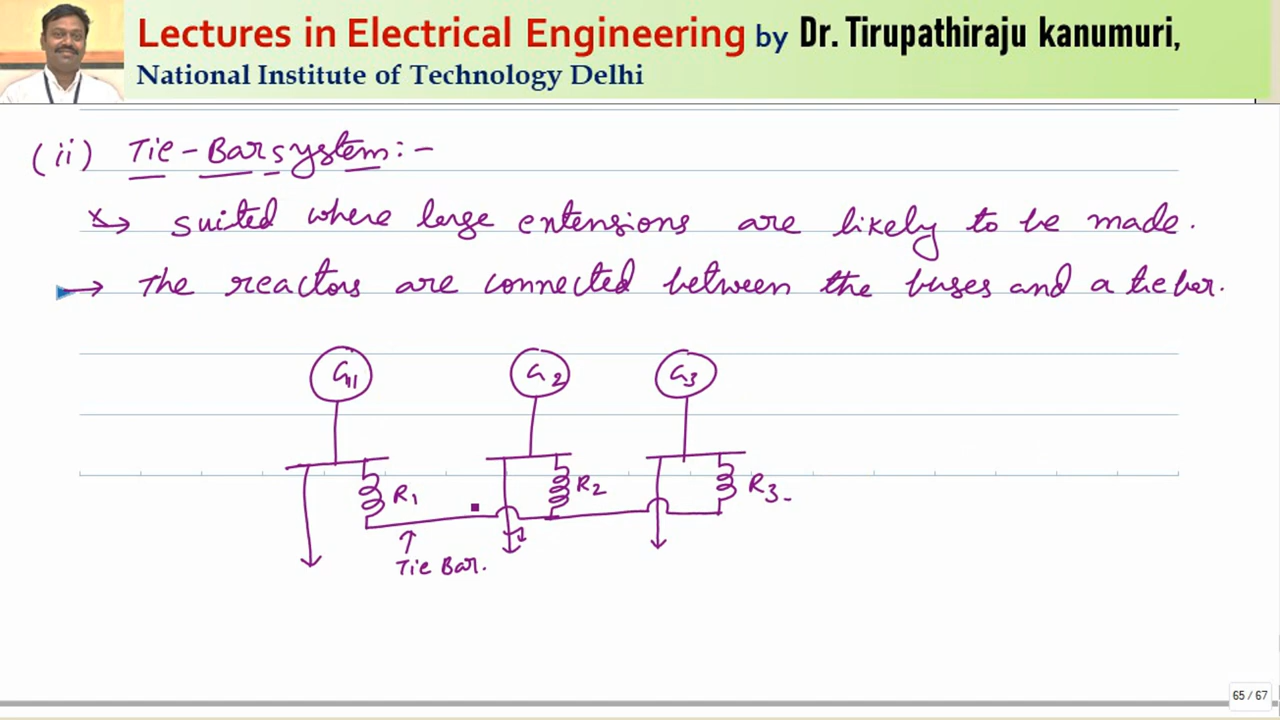 Lectures in Electrical Engineering by Dr. Tirupathiraju kanumuri,
National Institute of Technology Delhi
(ii) Tie-Bar system:-
suited where large extensions are likely to be made.
→ The reactors are connected between the buses and a tie bar.
G1 G2 G3
R1 R2 R3
Tie Bar.
65 / 67